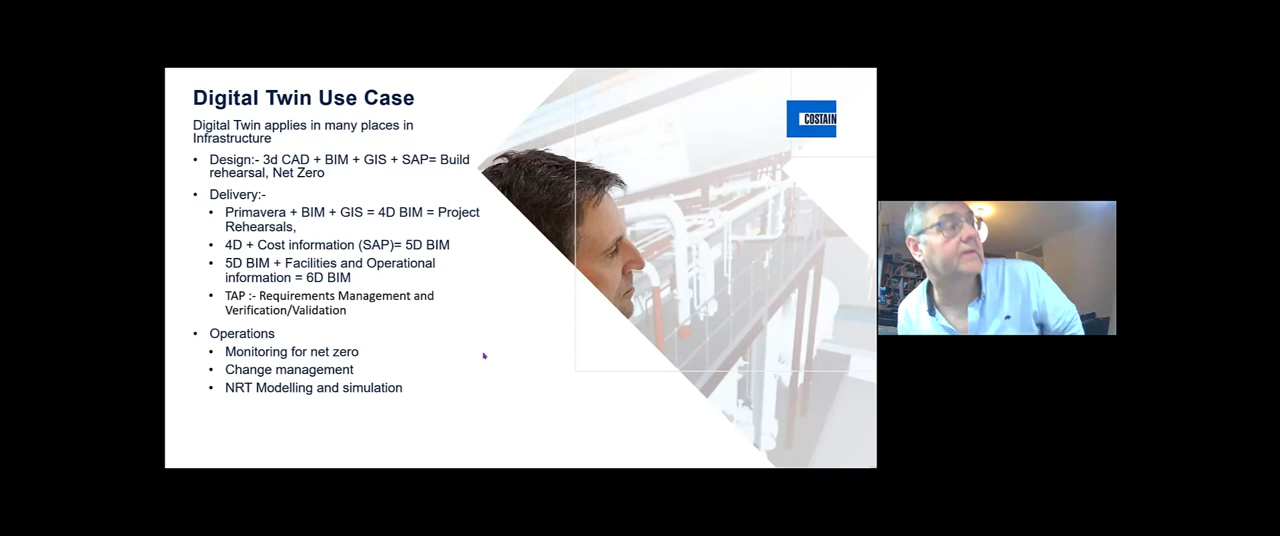 Digital Twin Use Case
COSTAIN
Digital Twin applies in many places in
Infrastructure
• Design:- 3d CAD + BIM + GIS + SAP= Build
rehearsal, Net Zero
• Delivery:-
• Primavera + BIM + GIS = 4D BIM = Project
Rehearsals,
• 4D + Cost information (SAP)= 5D BIM
• 5D BIM + Facilities and Operational
information = 6D BIM
• TAP :- Requirements Management and
Verification/Validation
• Operations
• Monitoring for net zero
• Change management
• NRT Modelling and simulation